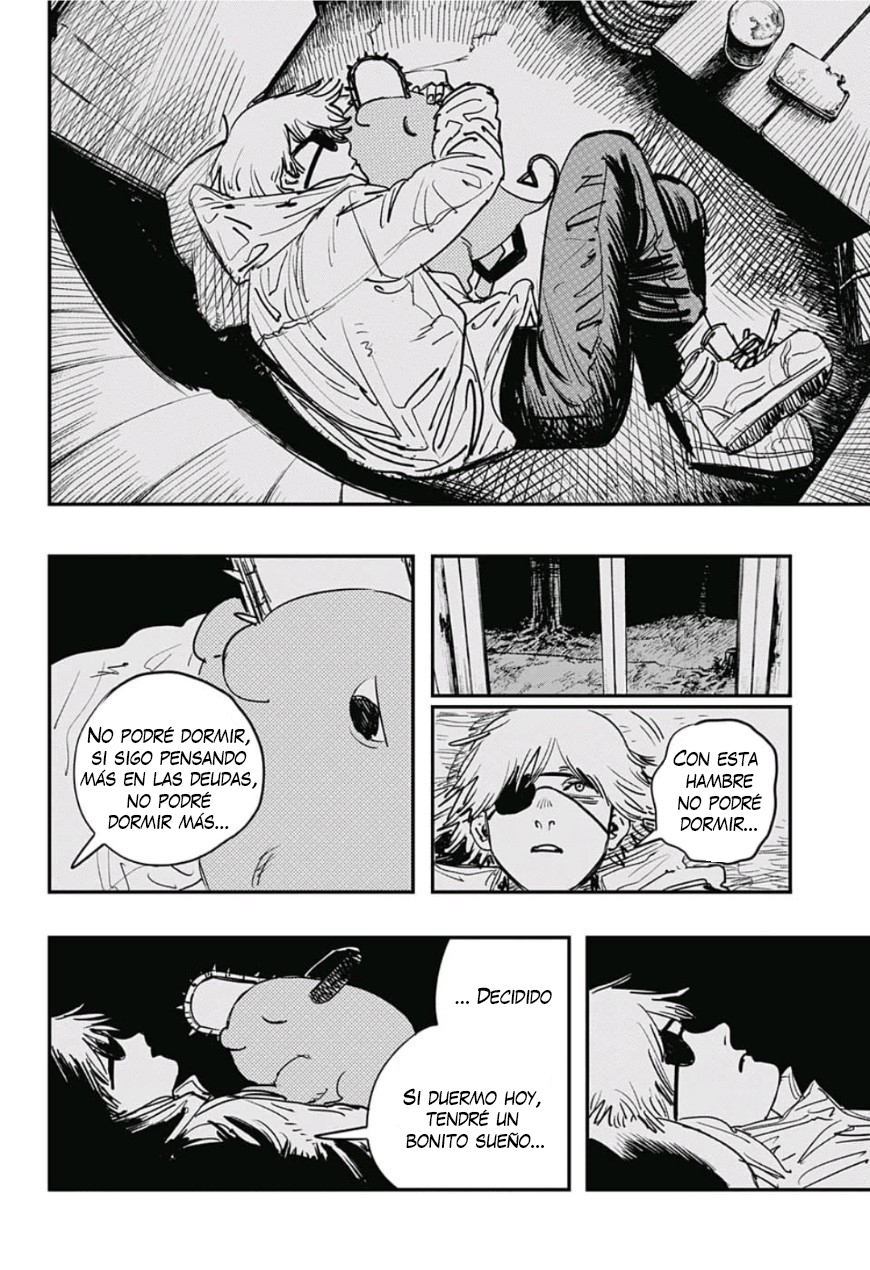 CON ESTA
HAMBRE
NO PODRÉ
DORMIR...
NO PODRÉ DORMIR,
SI SIGO PENSANDO
MÁS EN LAS DEUDAS,
NO PODRÉ
DORMIR MÁS...
... DECIDIDO
SI DUERMO HOY,
TENDRÉ UN
BONITO SUEÑO...